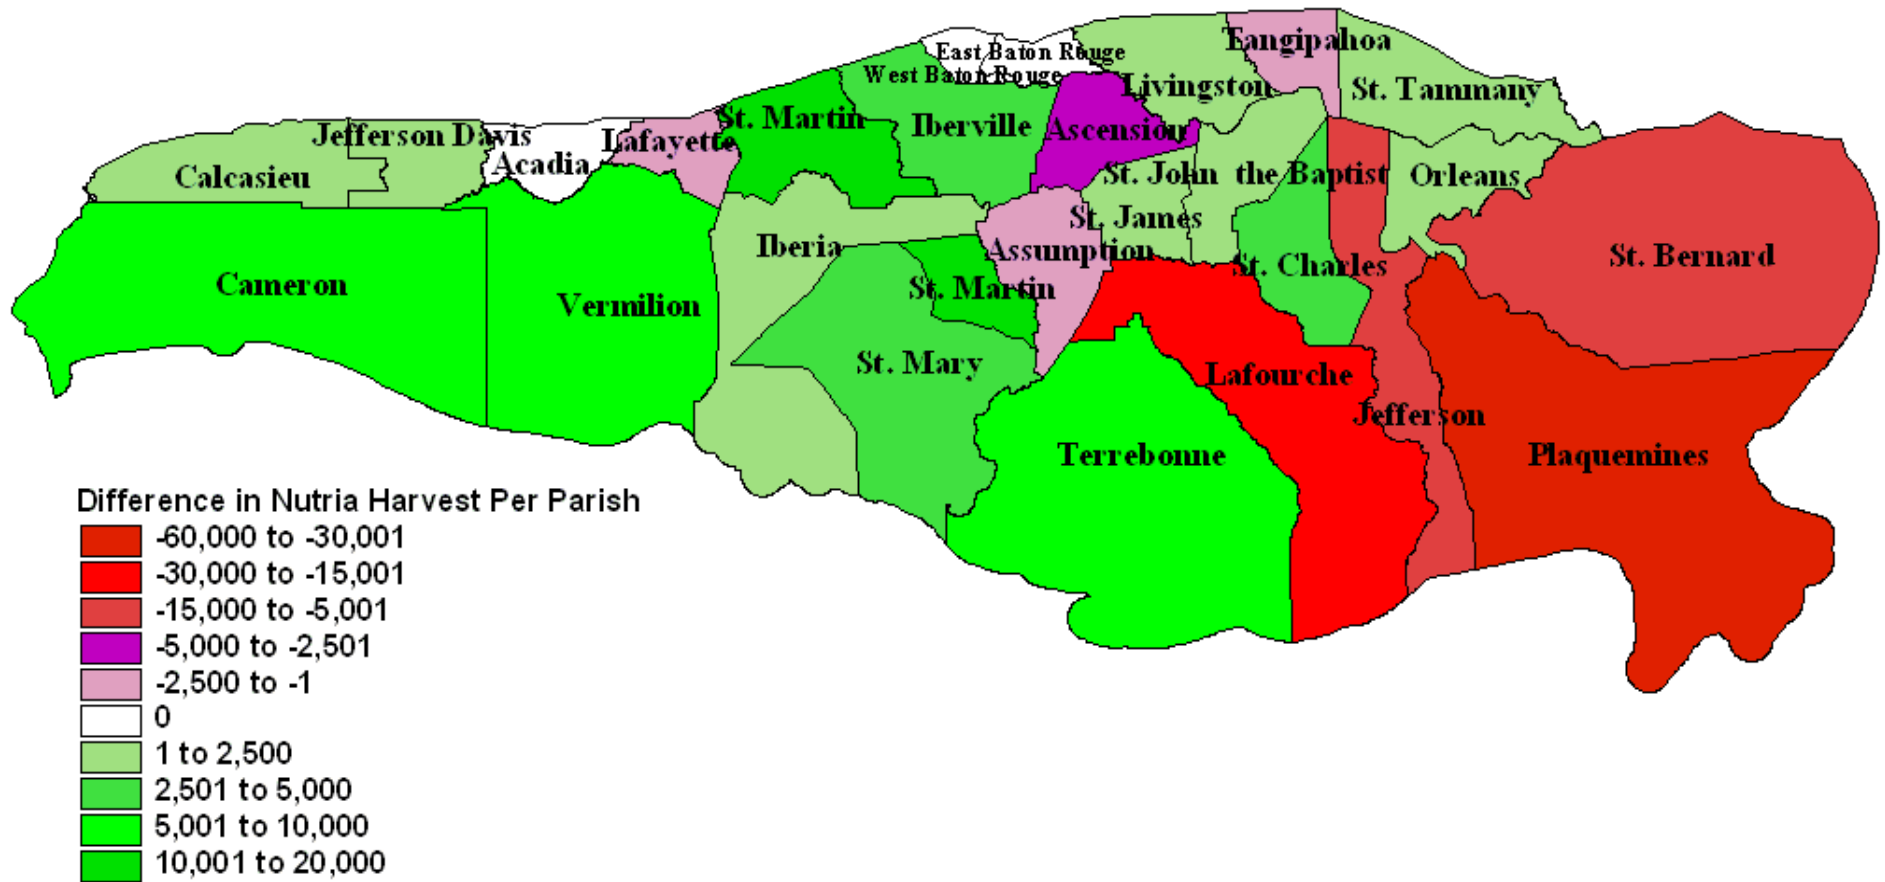 Tangipahoa
East Baton Rouge
West Baton Rouge
Livingston
St. Tammany
St. Martin
Iberville
Ascension
Jefferson Davis
Lafayette
Acadia
Calcasieu
St. John the Baptist
Orleans
St. James
Iberia
Assumption
St. Bernard
St. Charles
Cameron
Vermilion
St. Martin
St. Mary
Lafourche
Jefferson
Terrebonne
Plaquemines
Difference in Nutria Harvest Per Parish
-60,000 to -30,001
-30,000 to -15,001
-15,000 to -5,001
-5,000 to -2,501
-2,500 to -1
0
1 to 2,500
2,501 to 5,000
5,001 to 10,000
10,001 to 20,000